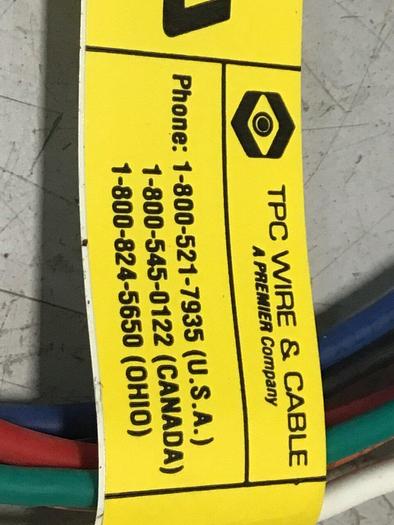 TPC WIRE & CABLE
A PREMIER Company
Phone: 1-800-521-7935 (U.S.A.)
1-800-545-0122 (CANADA)
1-800-824-5650 (OHIO)